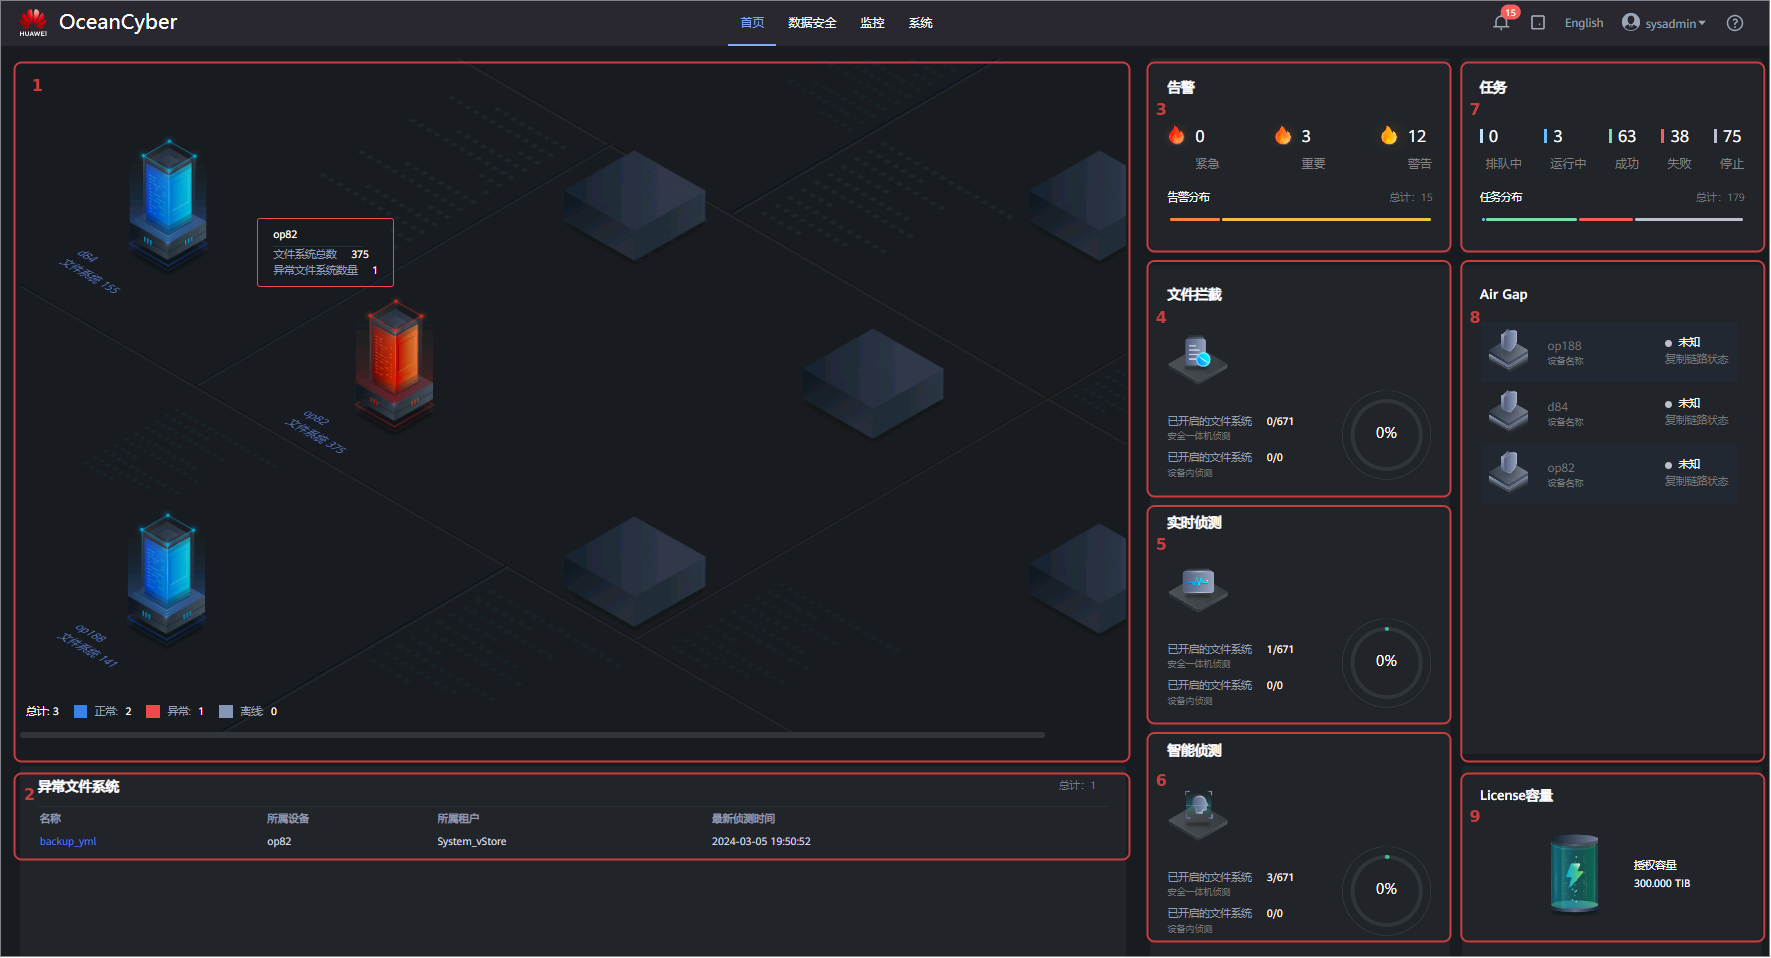 HUAWEI
OceanCyber
首页 数据安全 监控 系统
15
English
sysadmin
1
d84
文件系统 155
op82
文件系统总数 375
异常文件系统数量 1
op82
文件系统 375
op188
文件系统 141
总计: 3 正常: 2 异常: 1 离线: 0
2
异常文件系统
总计: 1
名称 所属设备 所属租户 最新侦测时间
backup_yml op82 System_vStore 2024-03-05 19:50:52
告警
3
0 3 12
紧急 重要 警告
告警分布 总计: 15
文件拦截
4
已开启的文件系统 0/671
安全一体机侦测
已开启的文件系统 0/0
设备内侦测
0%
实时侦测
5
已开启的文件系统 1/671
安全一体机侦测
已开启的文件系统 0/0
设备内侦测
0%
智能侦测
6
已开启的文件系统 3/671
安全一体机侦测
已开启的文件系统 0/0
设备内侦测
0%
任务
7
0 3 63 38 75
排队中 运行中 成功 失败 停止
任务分布 总计: 179
Air Gap
8
op188 未知
设备名称 复制链路状态
d84 未知
设备名称 复制链路状态
op82 未知
设备名称 复制链路状态
License容量
9
授权容量
300.000 TIB